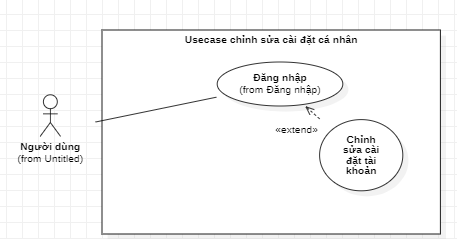 Usecase chỉnh sửa cài đặt cá nhân
Đăng nhập
(from Đăng nhập)
Người dùng
(from Untitled)
«extend»
Chỉnh
sửa cài
đặt tài
khoản